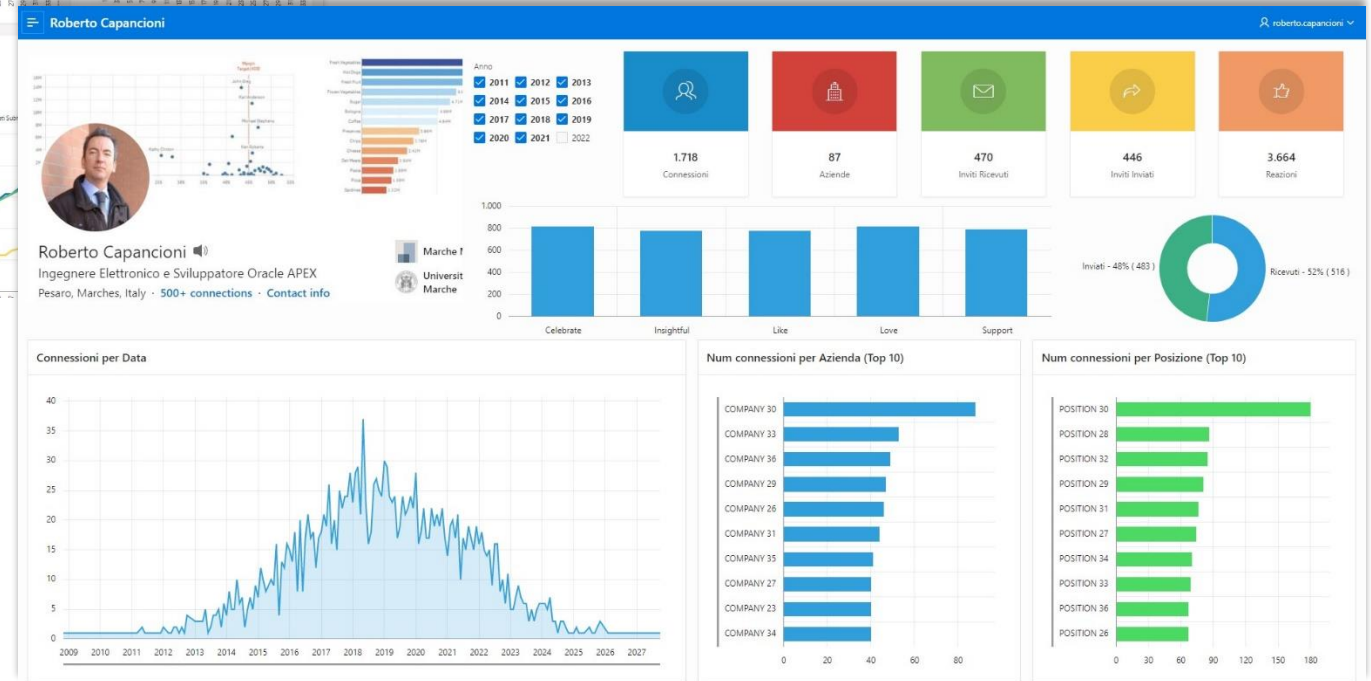 Roberto Capancioni
roberto.capancioni
Margin
Target (105)
Anno
2011 2012 2013
2014 2015 2016
2017 2018 2019
2020 2021 2022
1.718
Connessioni
87
Aziende
470
Inviti Ricevuti
446
Inviti Inviati
3.664
Reazioni
Roberto Capancioni
Ingegnere Elettronico e Sviluppatore Oracle APEX
Pesaro, Marches, Italy · 500+ connections · Contact info
Marche
Universit
Marche
1.000
800
600
400
200
0
Celebrate Insightful Like Love Support
Inviati - 48% ( 483 )
Ricevuti - 52% ( 516 )
Connessioni per Data
40
35
30
25
20
15
10
5
0
2009 2010 2011 2012 2013 2014 2015 2016 2017 2018 2019 2020 2021 2022 2023 2024 2025 2026 2027
Num connessioni per Azienda (Top 10)
COMPANY 30
COMPANY 33
COMPANY 36
COMPANY 29
COMPANY 26
COMPANY 31
COMPANY 35
COMPANY 27
COMPANY 23
COMPANY 34
0 20 40 60 80
Num connessioni per Posizione (Top 10)
POSITION 30
POSITION 28
POSITION 32
POSITION 29
POSITION 31
POSITION 27
POSITION 34
POSITION 33
POSITION 36
POSITION 26
0 30 60 90 120 150 180